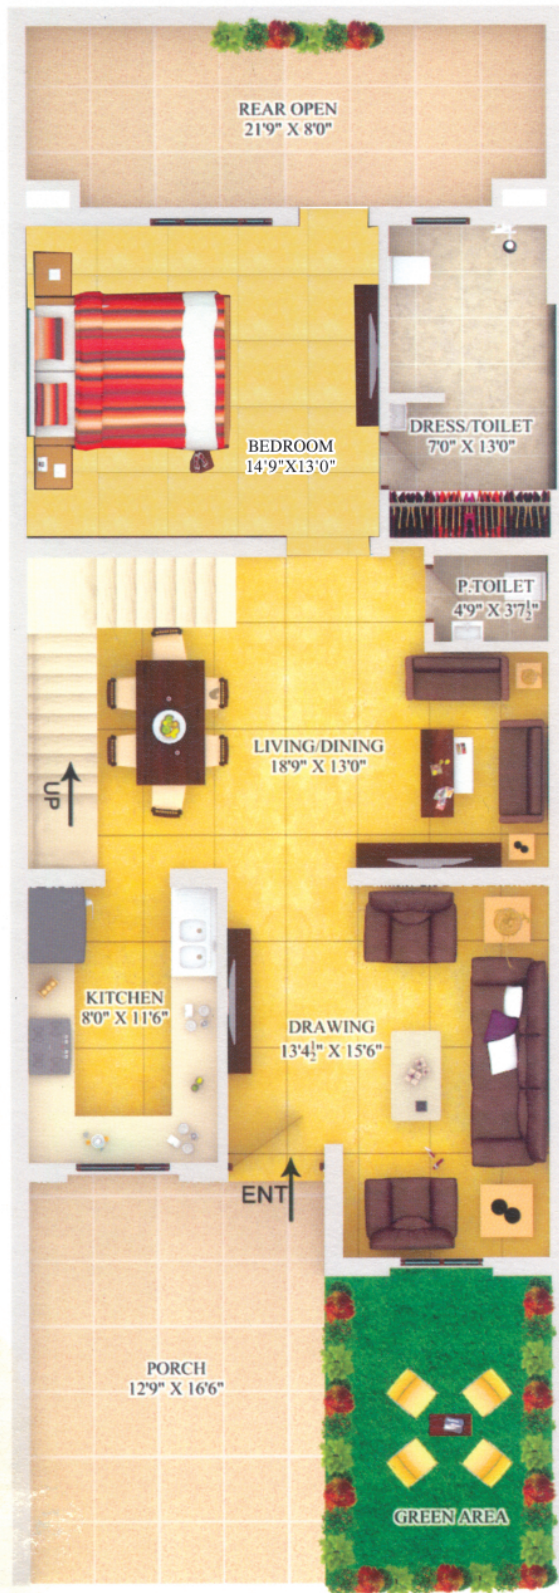 REAR OPEN
21'9" X 8'0"
BEDROOM
14'9"X13'0"
DRESS/TOILET
7'0" X 13'0"
P.TOILET
4'9" X 3'7½"
LIVING/DINING
18'9" X 13'0"
UP
KITCHEN
8'0" X 11'6"
DRAWING
13'4½" X 15'6"
ENT
PORCH
12'9" X 16'6"
GREEN AREA